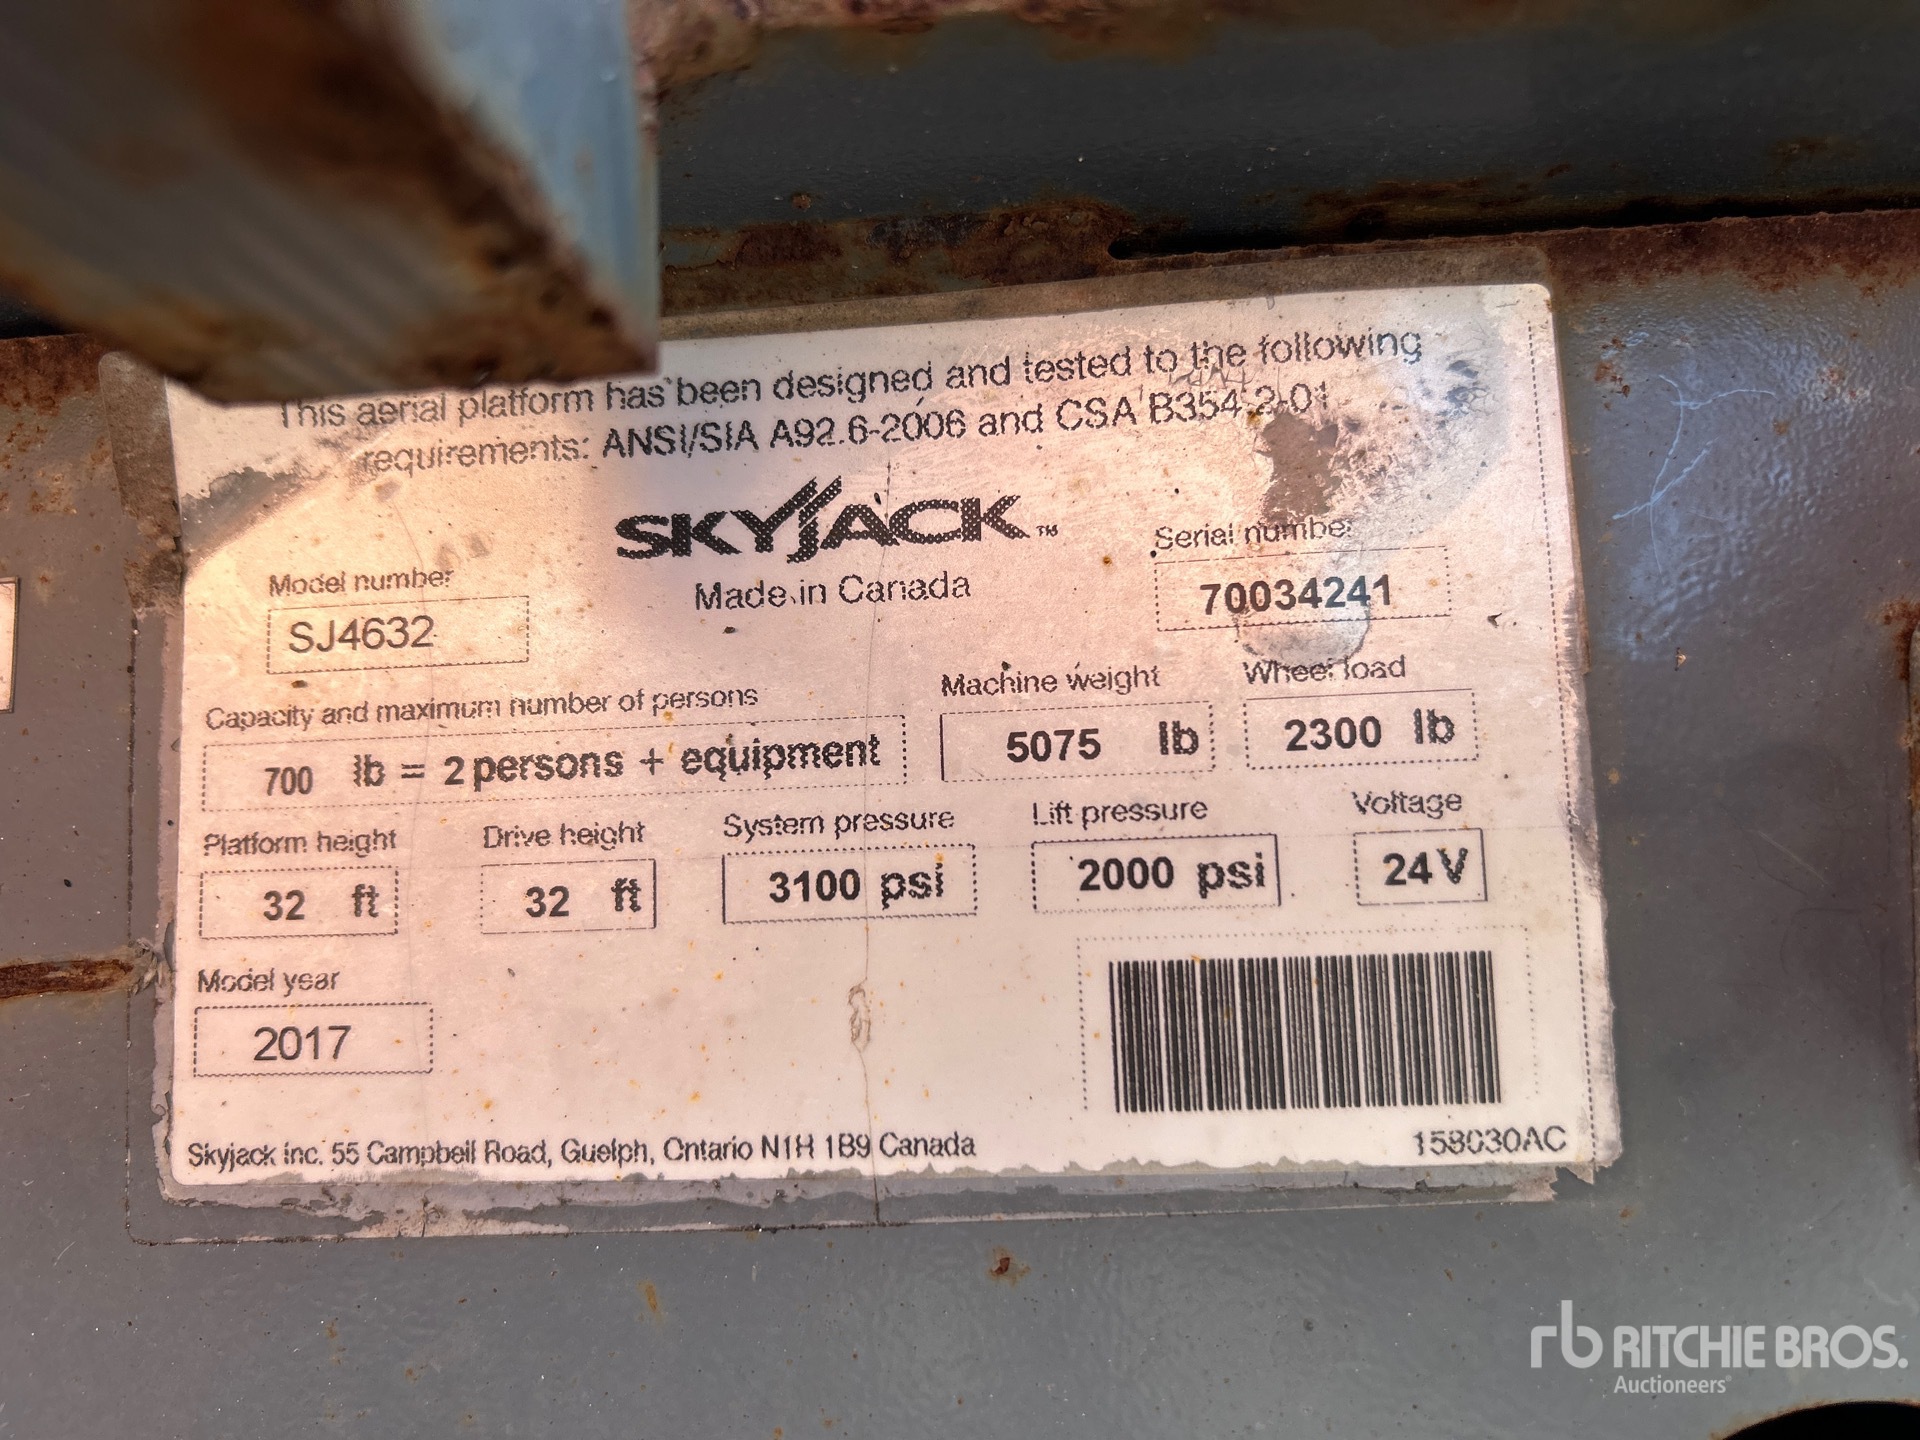 This aerial platform has been designed and tested to the following
requirements: ANSI/SIA A92.6-2006 and CSA B354.2-01
SKYJACK™
Made in Canada
Model number
SJ4632
Serial number
70034241
Capacity and maximum number of persons
700 lb = 2 persons + equipment
Machine weight
5075 lb
Wheel load
2300 lb
Platform height
32 ft
Drive height
32 ft
System pressure
3100 psi
Lift pressure
2000 psi
Voltage
24 V
Model year
2017
Skyjack Inc. 55 Campbell Road, Guelph, Ontario N1H 1B9 Canada
158030AC
rb RITCHIE BROS.
Auctioneers